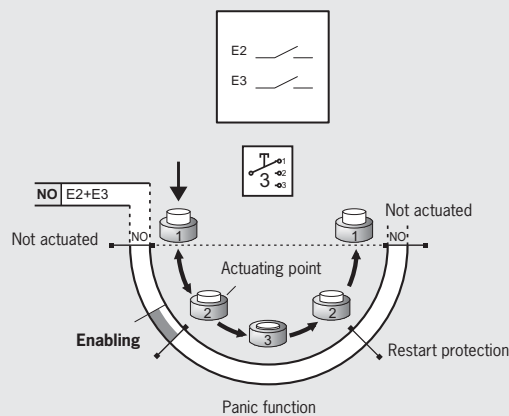 E2
E3
1
3
2
3
NO E2+E3
Not actuated
NO
1
1
NO
Not actuated
Actuating point
2
2
3
Enabling
Restart protection
Panic function